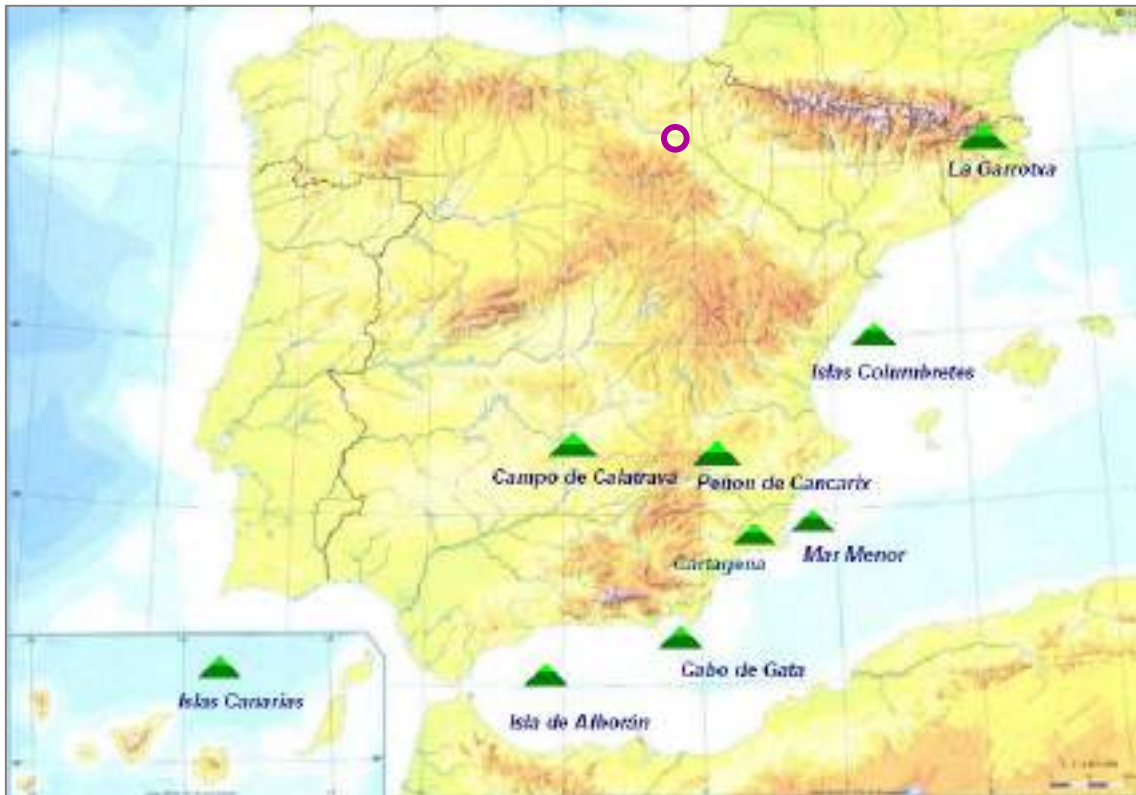 La Garrotxa
Islas Columbretes
Campo de Calatrava
Peñon de Cancarix
Cartagena
Mar Menor
Cabo de Gata
Islas Canarias
Isla de Alborán